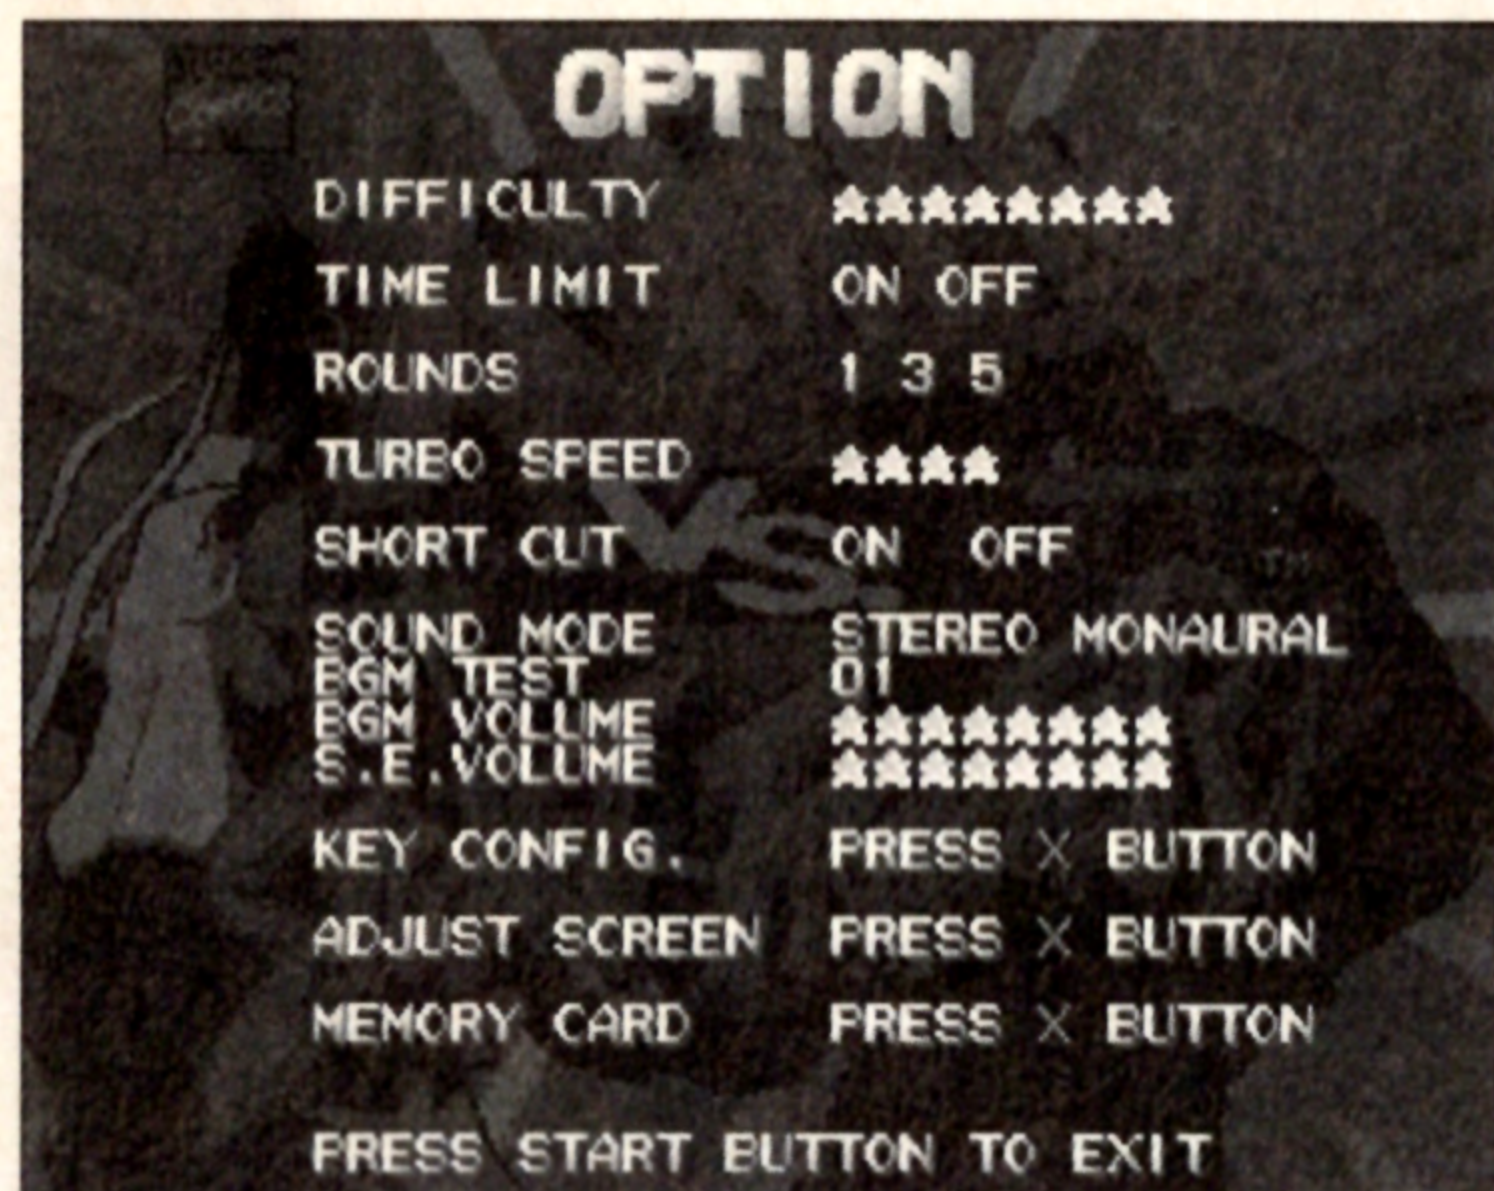 OPTION
DIFFICULTY ★★★★★★★★
TIME LIMIT ON OFF
ROUNDS 1 3 5
TURBO SPEED ★★★★
SHORT CUT ON OFF
VS.
SOUND MODE STEREO MONAURAL
BGM TEST 01
BGM VOLUME ★★★★★★★★
S.E.VOLUME ★★★★★★★★
KEY CONFIG. PRESS X BUTTON
ADJUST SCREEN PRESS X BUTTON
MEMORY CARD PRESS X BUTTON
PRESS START BUTTON TO EXIT